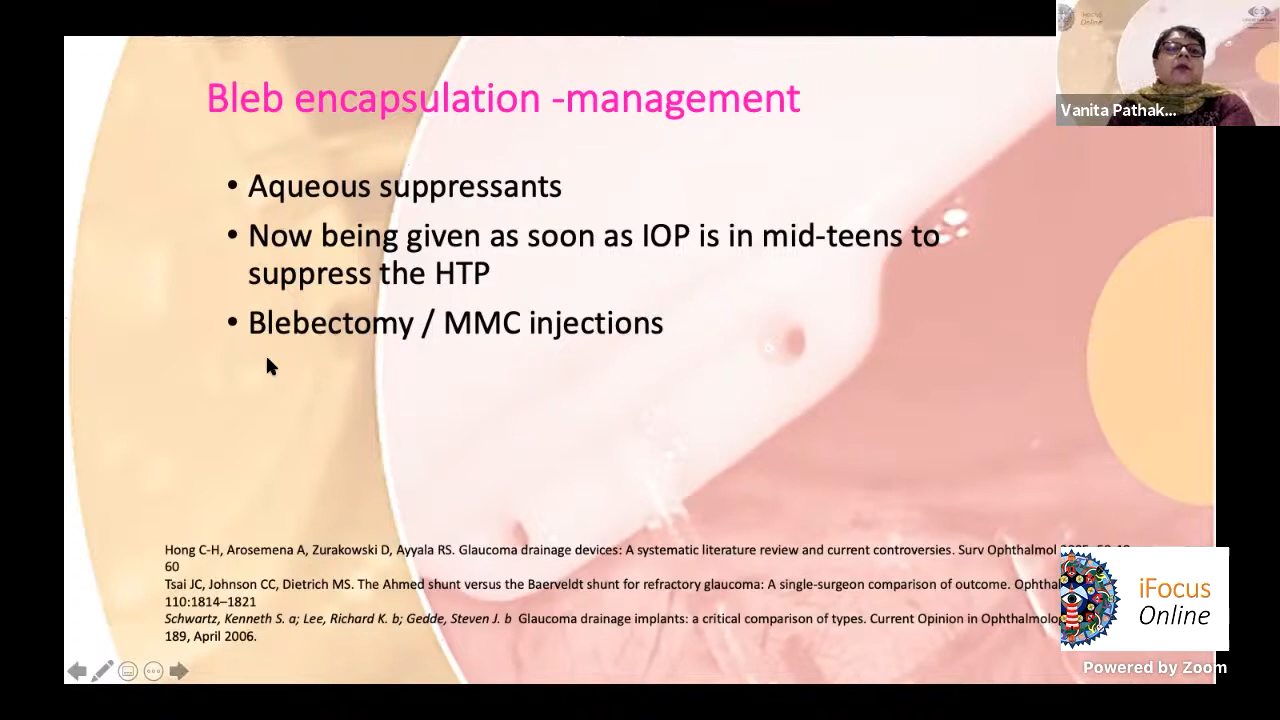 Bleb encapsulation -management
• Aqueous suppressants
• Now being given as soon as IOP is in mid-teens to
suppress the HTP
• Blebectomy / MMC injections
Hong C-H, Arosemena A, Zurakowski D, Ayyala RS. Glaucoma drainage devices: A systematic literature review and current controversies. Surv Ophthalmol
60
Tsai JC, Johnson CC, Dietrich MS. The Ahmed shunt versus the Baerveldt shunt for refractory glaucoma: A single-surgeon comparison of outcome.
110:1814–1821
Schwartz, Kenneth S. a; Lee, Richard K. b; Gedde, Steven J. b Glaucoma drainage implants: a critical comparison of types. Current Opinion in
189, April 2006.
Vanita Pathak...
iFocus
Online
Powered by Zoom